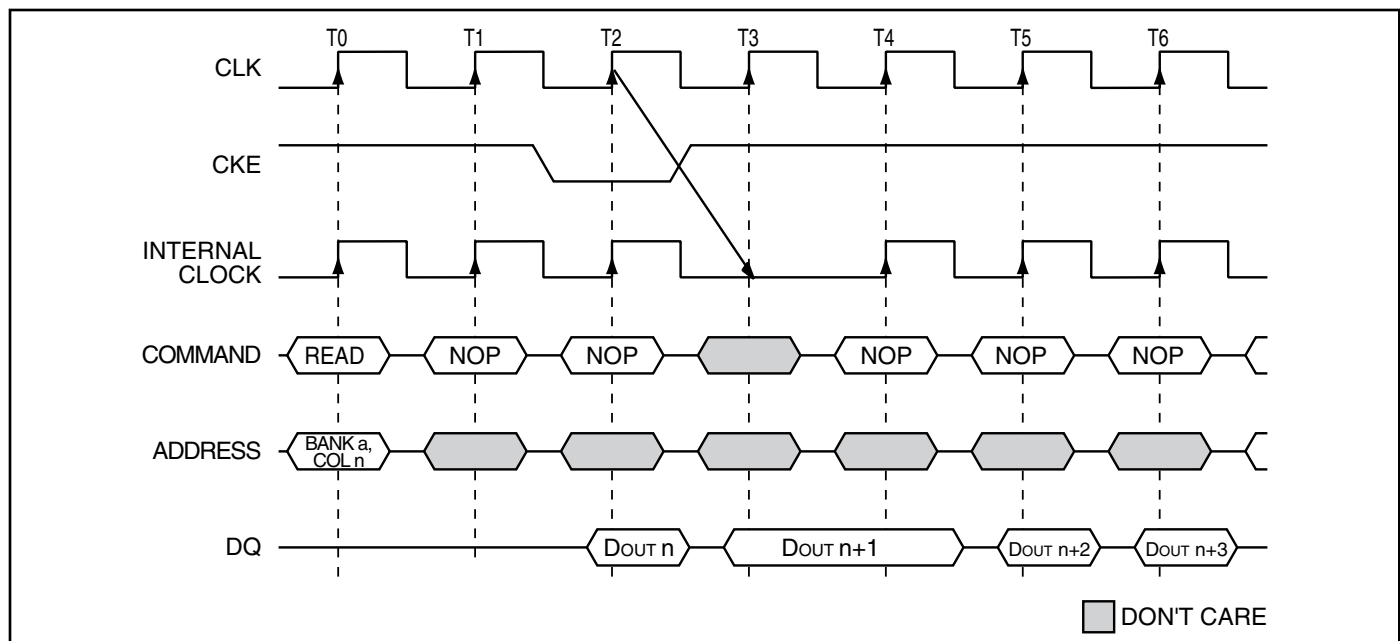 T0 T1 T2 T3 T4 T5 T6
CLK
CKE
INTERNAL
CLOCK
COMMAND READ NOP NOP NOP NOP NOP
ADDRESS BANK a,
COL n
DQ DOUT n DOUT n+1 DOUT n+2 DOUT n+3
DON'T CARE